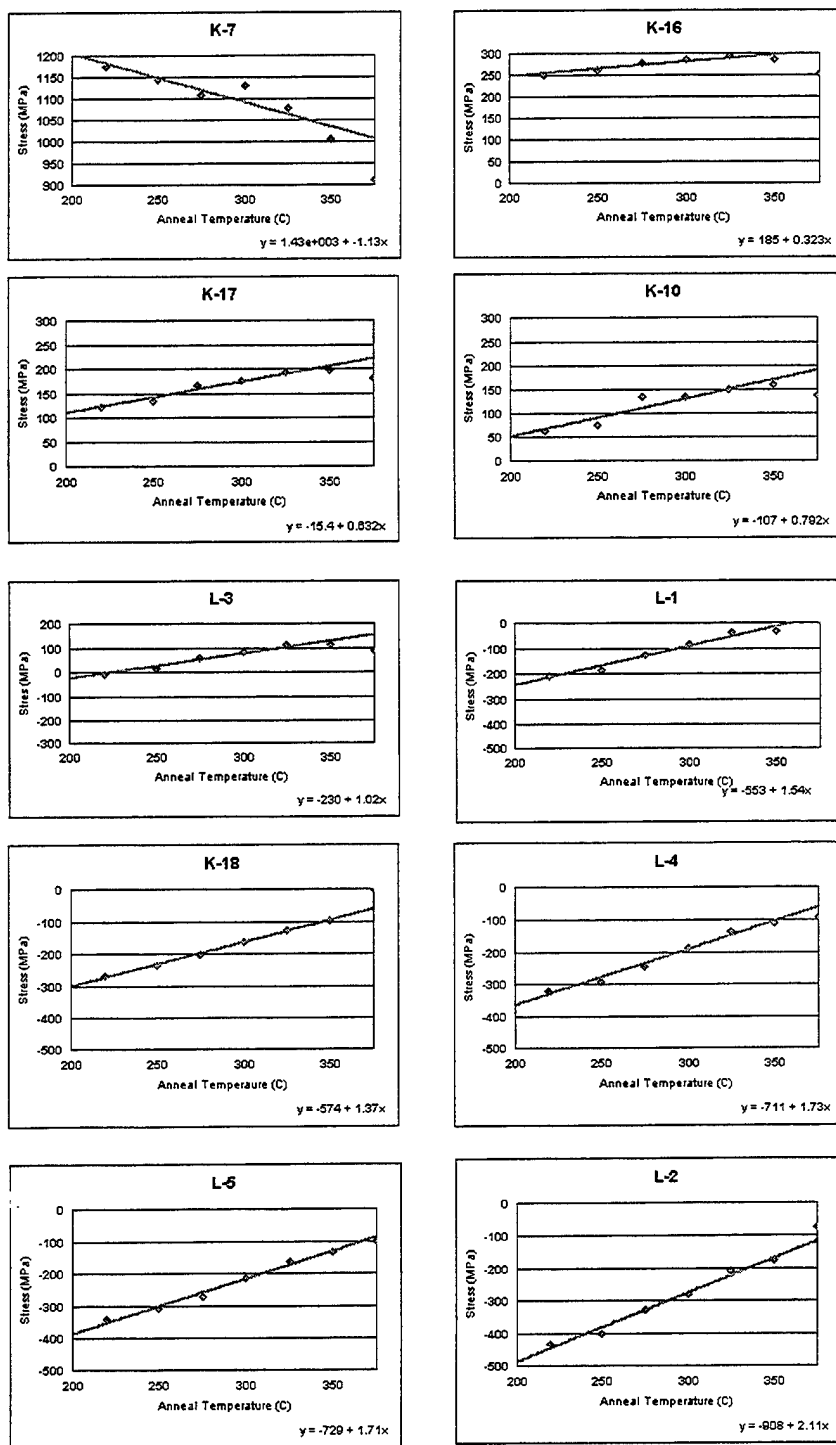 K-7
Stress (MPa)
1200
1150
1100
1050
1000
950
900
200 250 300 350
Anneal Temperature (C)
y = 1.43e+003 + -1.13x
K-16
Stress (MPa)
300
250
200
150
100
50
0
200 250 300 350
Anneal Temperature (C)
y = 185 + 0.323x
K-17
Stress (MPa)
300
250
200
150
100
50
0
200 250 300 350
Anneal Temperature (C)
y = -15.4 + 0.632x
K-10
Stress (MPa)
300
250
200
150
100
50
0
200 250 300 350
Anneal Temperature (C)
y = -107 + 0.792x
L-3
Stres (MPa)
200
100
0
-100
-200
-300
200 250 300 350
Anneal Temperature (C)
y = -230 + 1.02x
L-1
Stress (MPa)
0
-100
-200
-300
-400
-500
200 250 300 350
Anneal Temperature (C)
y = -553 + 1.54x
K-18
Stress (MPa)
0
-100
-200
-300
-400
-500
200 250 300 350
Anneal Temperaure (C)
y = -574 + 1.37x
L-4
Stress (MPa)
0
-100
-200
-300
-400
-500
200 250 300 350
Anneal Temperature (C)
y = -711 + 1.73x
L-5
Stress (MPa)
0
-100
-200
-300
-400
-500
200 250 300 350
Anneal Temperature (C)
y = -729 + 1.71x
L-2
Stress (MPa)
0
-100
-200
-300
-400
-500
200 250 300 350
Anneal Temperature (C)
y = -908 + 2.11x